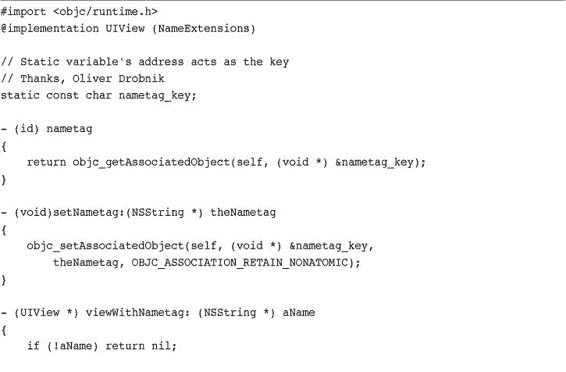 #import <objc/runtime.h>
@implementation UIView (NameExtensions)
// Static variable's address acts as the key
// Thanks, Oliver Drobnik
static const char nametag_key;
- (id) nametag
{
    return objc_getAssociatedObject(self, (void *) &nametag_key);
}
- (void)setNametag:(NSString *) theNametag
{
    objc_setAssociatedObject(self, (void *) &nametag_key,
        theNametag, OBJC_ASSOCIATION_RETAIN_NONATOMIC);
}
- (UIView *) viewWithNametag: (NSString *) aName
{
    if (!aName) return nil;